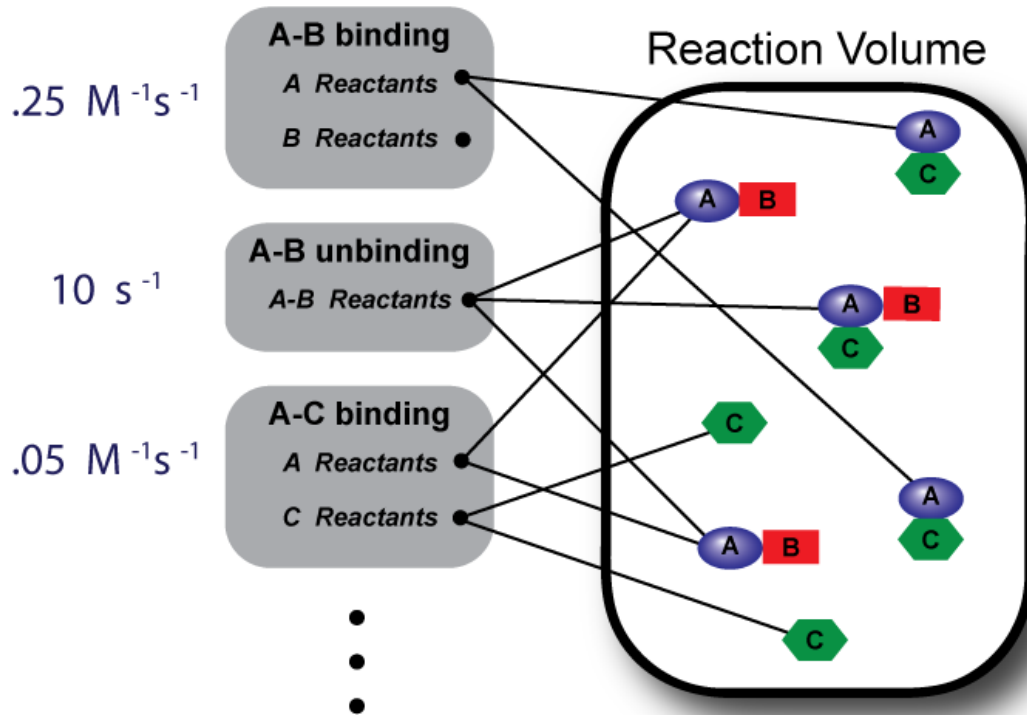 A-B binding
A Reactants
B Reactants
.25 M -1s -1
A-B unbinding
A-B Reactants
10 s -1
A-C binding
A Reactants
C Reactants
.05 M -1s -1
Reaction Volume
A
C
A B
A B
C
C
A
C
A B
C